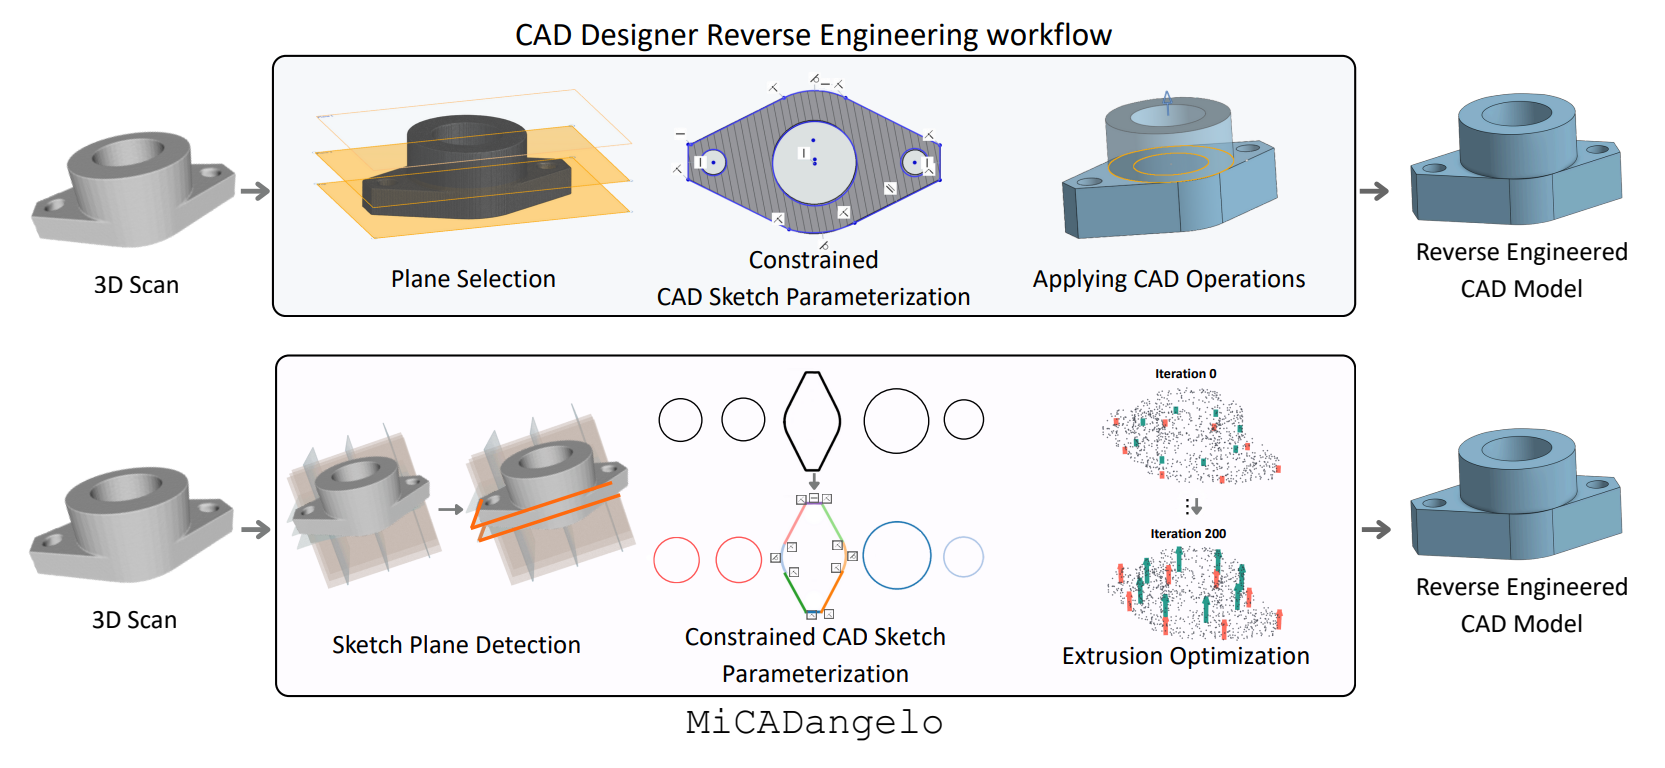 CAD Designer Reverse Engineering workflow
3D Scan
Plane Selection
Constrained
CAD Sketch Parameterization
Applying CAD Operations
Reverse Engineered
CAD Model
3D Scan
Sketch Plane Detection
Constrained CAD Sketch
Parameterization
Iteration 0
Iteration 200
Extrusion Optimization
Reverse Engineered
CAD Model
MiCADangelo